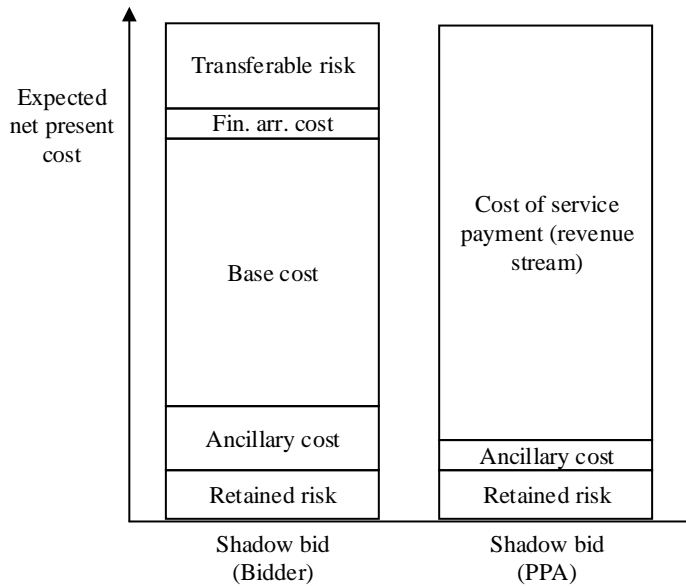 Expected
net present
cost
Transferable risk
Fin. arr. cost
Base cost
Ancillary cost
Retained risk
Cost of service
payment (revenue
stream)
Ancillary cost
Retained risk
Shadow bid
(Bidder)
Shadow bid
(PPA)